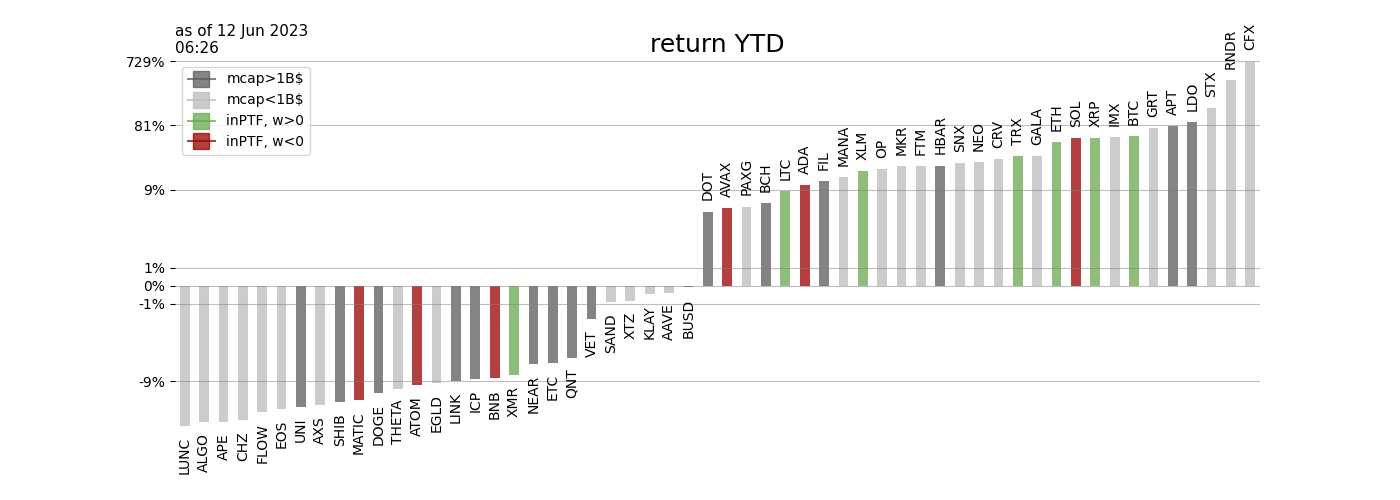 as of 12 Jun 2023
06:26
return YTD
729%
81%
9%
1%
0%
-1%
-9%
mcap>1B$
mcap<1B$
inPTF, w>0
inPTF, w<0
LUNC
ALGO
APE
CHZ
FLOW
EOS
UNI
AXS
SHIB
MATIC
DOGE
THETA
ATOM
EGLD
LINK
ICP
BNB
XMR
NEAR
ETC
QNT
VET
SAND
XTZ
KLAY
AAVE
BUSD
DOT
AVAX
PAXG
BCH
LTC
ADA
FIL
MANA
XLM
OP
MKR
FTM
HBAR
SNX
NEO
CRV
TRX
GALA
ETH
SOL
XRP
IMX
BTC
GRT
APT
LDO
STX
RNDR
CFX